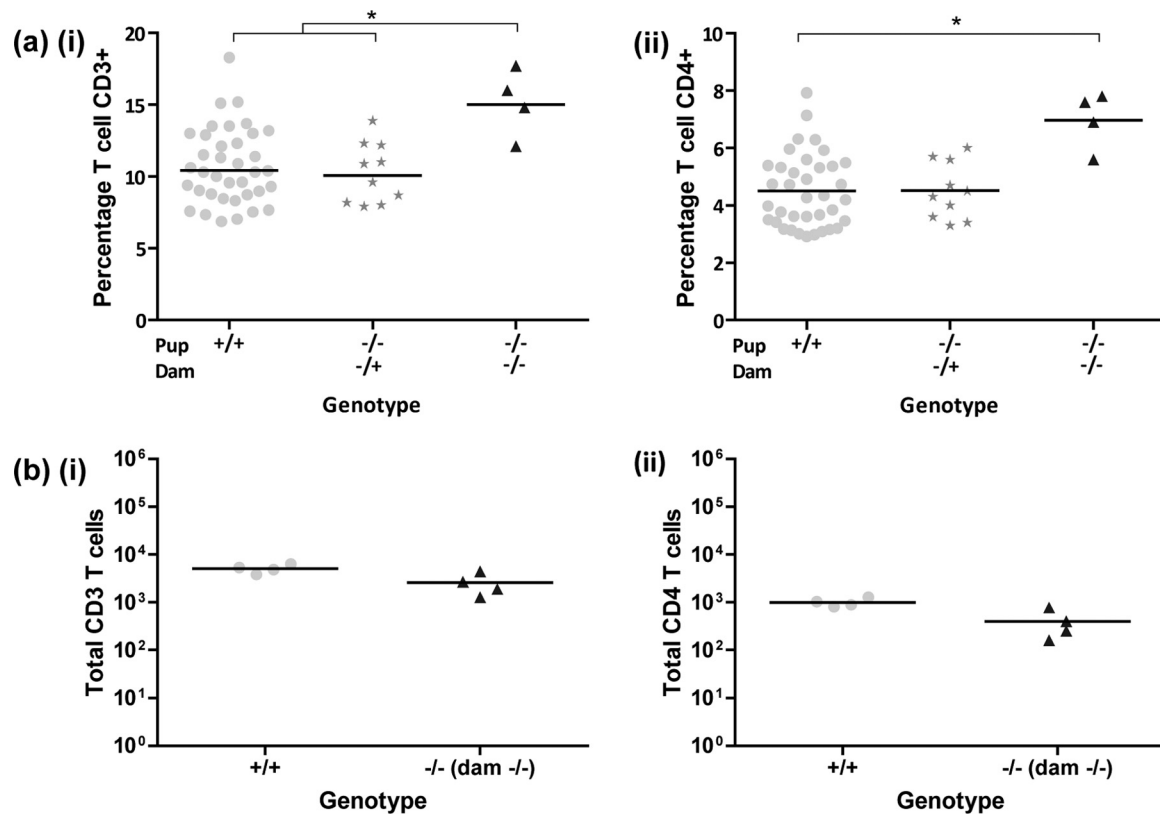 (a) (i)
Percentage T cell CD3+
20
15
10
5
0
*
Pup +/+ -/- -/-
Dam -/+ -/-
Genotype
(ii)
Percentage T cell CD4+
10
8
6
4
2
0
*
Pup +/+ -/- -/-
Dam -/+ -/-
Genotype
(b) (i)
Total CD3 T cells
10⁶
10⁵
10⁴
10³
10²
10¹
10⁰
+/+ -/- (dam -/-)
Genotype
(ii)
Total CD4 T cells
10⁶
10⁵
10⁴
10³
10²
10¹
10⁰
+/+ -/- (dam -/-)
Genotype